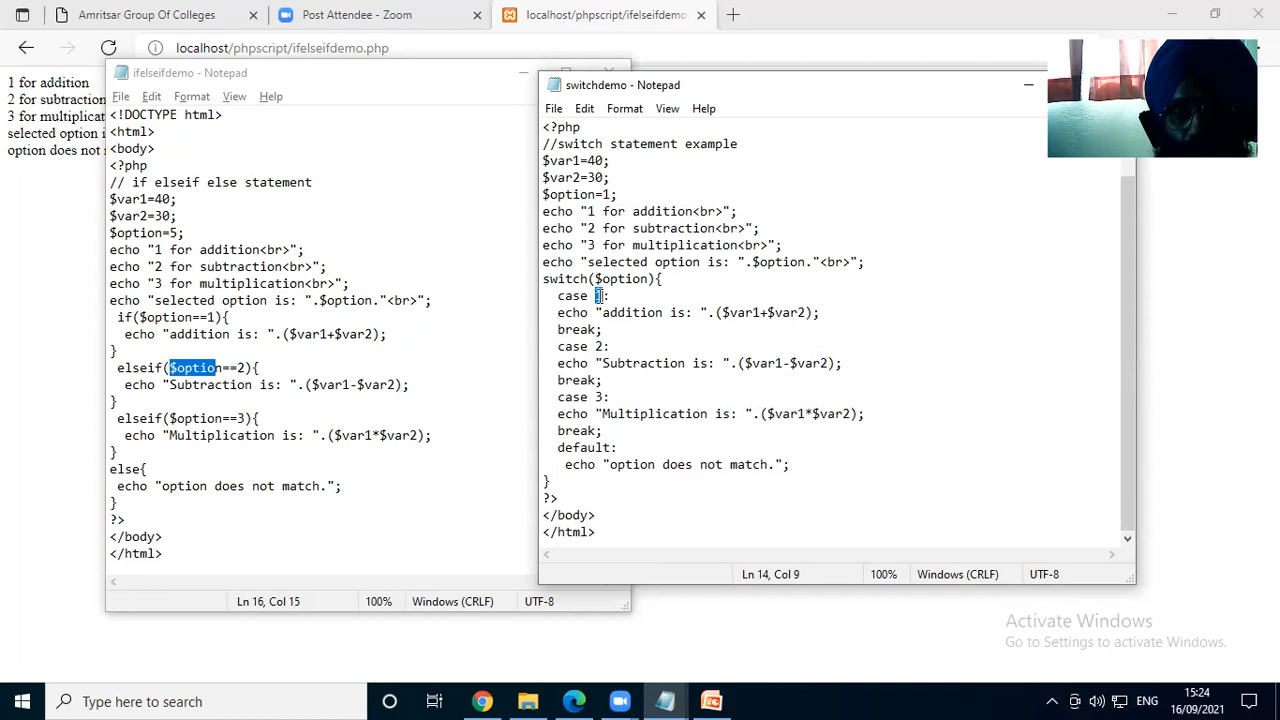 Amritsar Group Of Colleges
Post Attendee - Zoom
localhost/phpscript/ifelseifdemo
localhost/phpscript/ifelseifdemo.php
1 for addition
2 for subtraction
3 for multiplicat
selected option i
option does not
ifelseifdemo - Notepad
File Edit Format View Help
<!DOCTYPE html>
<html>
<body>
<?php
// if elseif else statement
$var1=40;
$var2=30;
$option=5;
echo "1 for addition<br>";
echo "2 for subtraction<br>";
echo "3 for multiplication<br>";
echo "selected option is: ".$option."<br>";
if($option==1){
echo "addition is: ".($var1+$var2);
}
elseif($option==2){
echo "Subtraction is: ".($var1-$var2);
}
elseif($option==3){
echo "Multiplication is: ".($var1*$var2);
}
else{
echo "option does not match.";
}
?>
</body>
</html>
Ln 16, Col 15 100% Windows (CRLF) UTF-8
switchdemo - Notepad
File Edit Format View Help
<?php
//switch statement example
$var1=40;
$var2=30;
$option=1;
echo "1 for addition<br>";
echo "2 for subtraction<br>";
echo "3 for multiplication<br>";
echo "selected option is: ".$option."<br>";
switch($option){
case 1:
echo "addition is: ".($var1+$var2);
break;
case 2:
echo "Subtraction is: ".($var1-$var2);
break;
case 3:
echo "Multiplication is: ".($var1*$var2);
break;
default:
echo "option does not match.";
}
?>
</body>
</html>
Ln 14, Col 9 100% Windows (CRLF) UTF-8
Activate Windows
Go to Settings to activate Windows.
Type here to search
ENG
15:24
16/09/2021